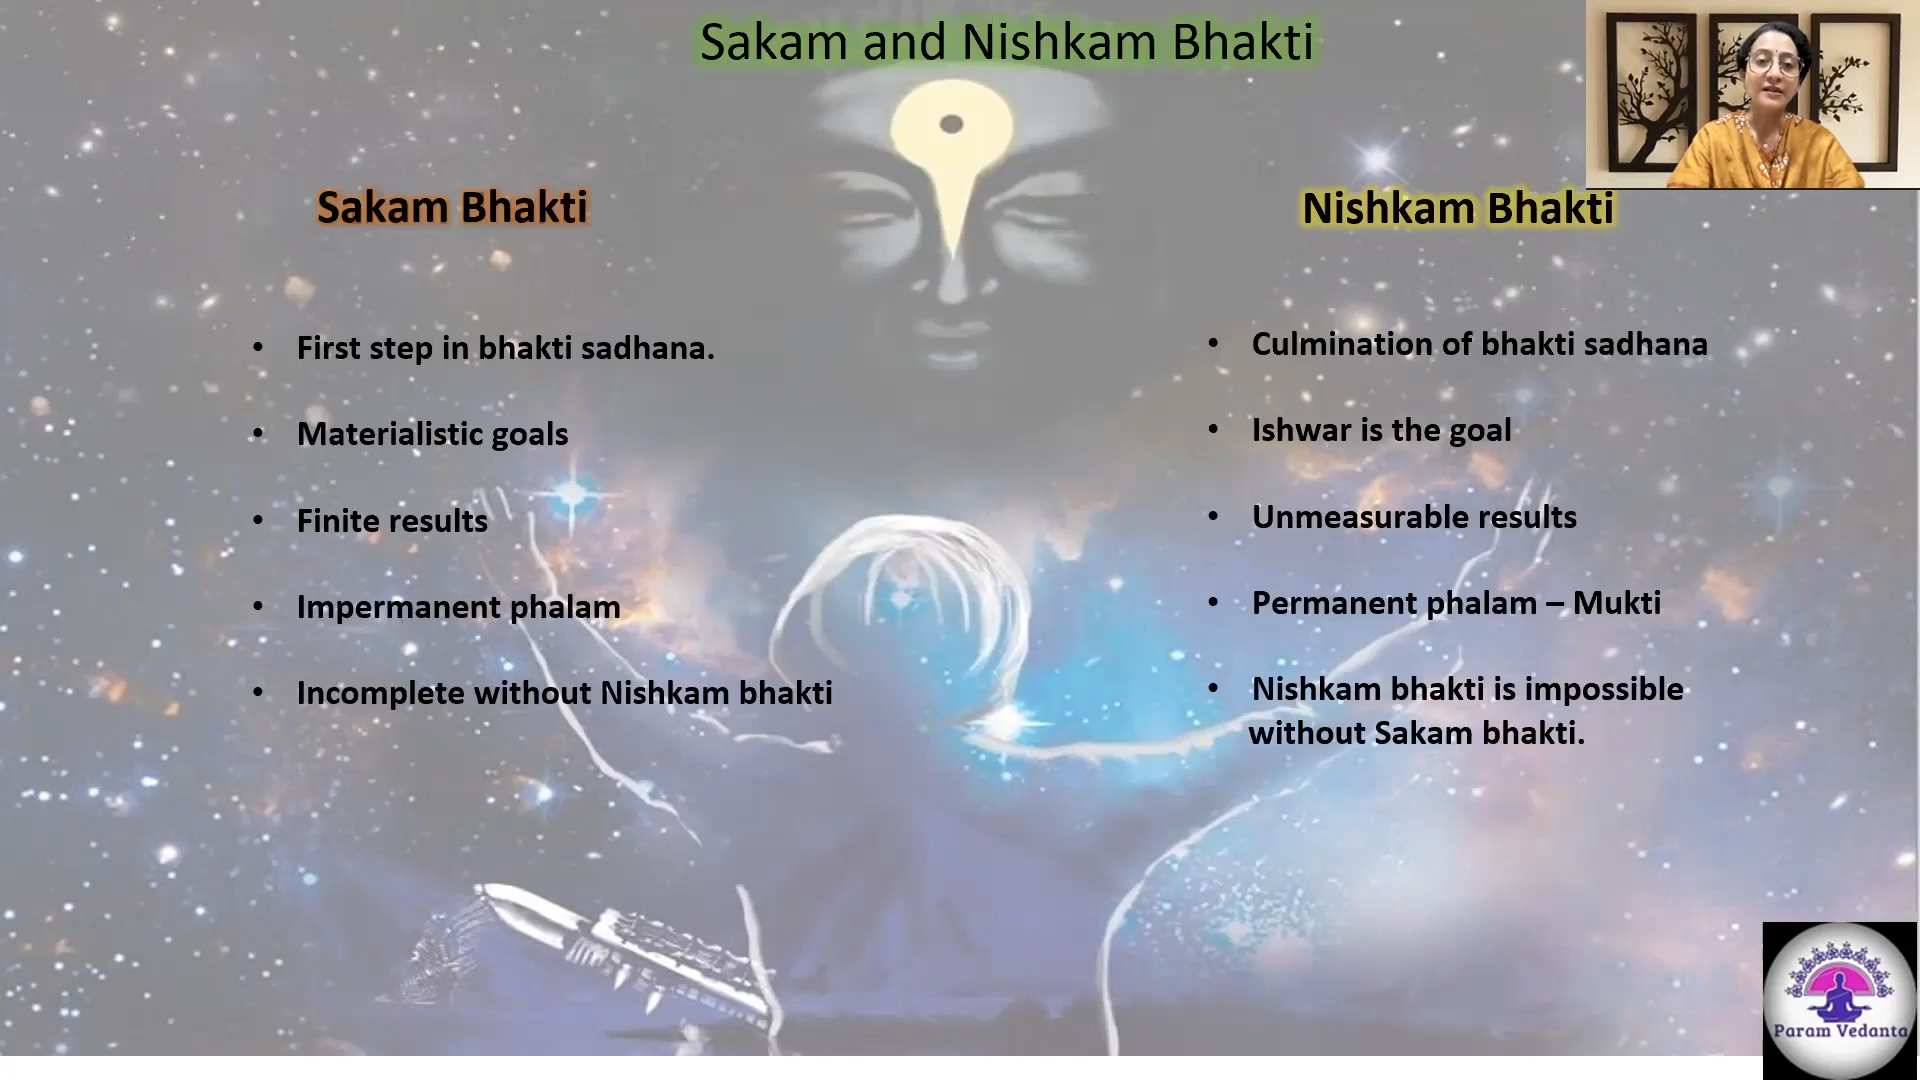 Sakam and Nishkam Bhakti
Sakam Bhakti
• First step in bhakti sadhana.
• Materialistic goals
• Finite results
• Impermanent phalam
• Incomplete without Nishkam bhakti
Nishkam Bhakti
• Culmination of bhakti sadhana
• Ishwar is the goal
• Unmeasurable results
• Permanent phalam – Mukti
• Nishkam bhakti is impossible
without Sakam bhakti.
Param Vedanta